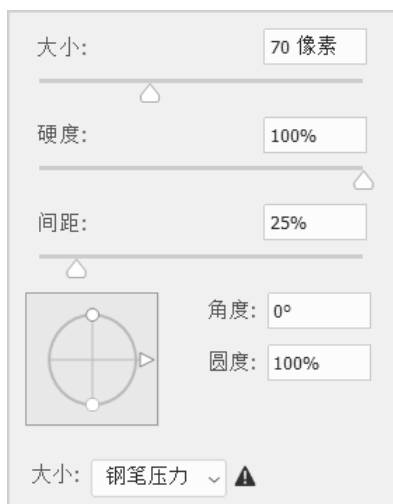 大小: 70 像素
硬度: 100%
间距: 25%
角度: 0°
圆度: 100%
大小: 钢笔压力